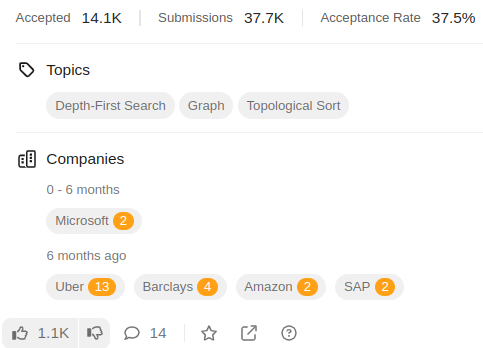 Accepted 14.1K Submissions 37.7K Acceptance Rate 37.5%
Topics
Depth-First Search Graph Topological Sort
Companies
0 - 6 months
Microsoft 2
6 months ago
Uber 13 Barclays 4 Amazon 2 SAP 2
1.1K 14